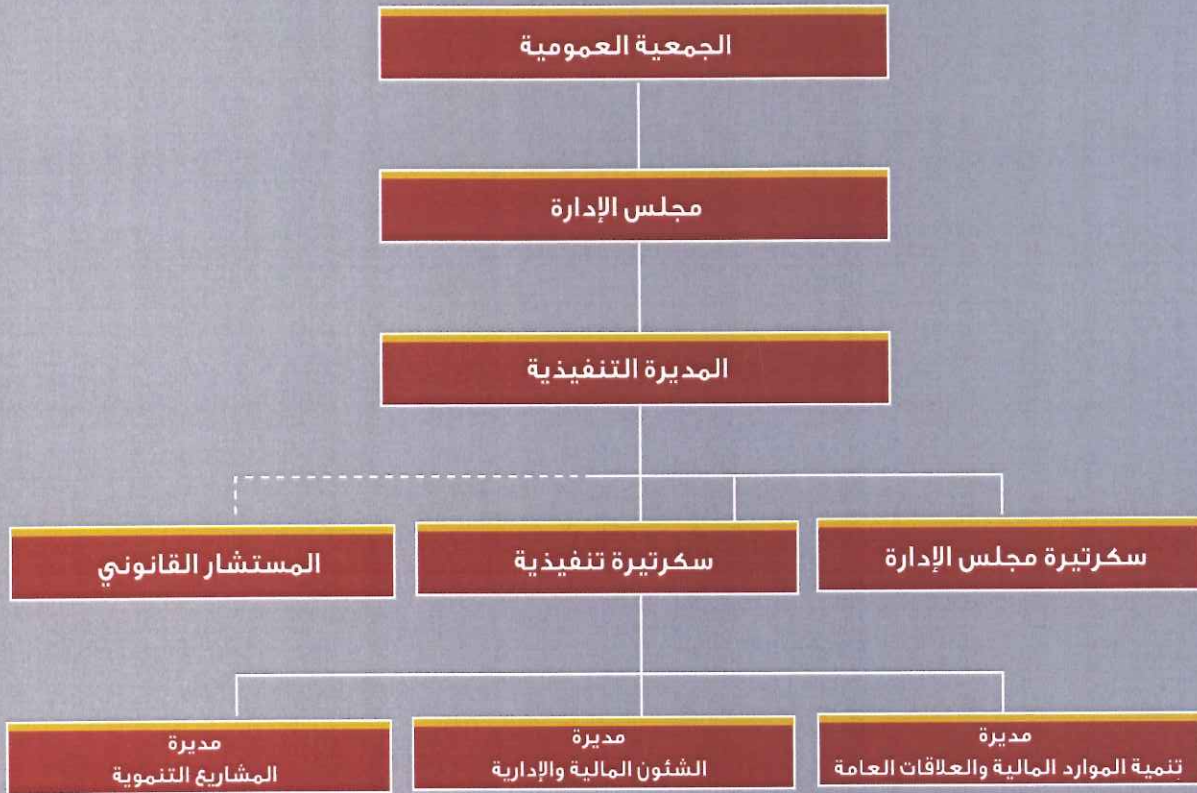 الجمعية العمومية
مجلس الإدارة
المديرة التنفيذية
سكرتيرة مجلس الإدارة
سكرتيرة تنفيذية
المستشار القانوني
مديرة
تنمية الموارد المالية والعلاقات العامة
مديرة
الشئون المالية والإدارية
مديرة
المشاريع التنموية